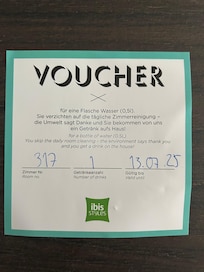 VOUCHER
für eine Flasche Wasser (0,5l).
Sie verzichten auf die tägliche Zimmerreinigung –
die Umwelt sagt Danke und Sie bekommen von uns
ein Getränk aufs Haus!
for a bottle of water (0,5l).
You skip the daily room cleaning – the environment says thank you
and you get a drink on the house!
317 1 13.07.25
Zimmer Nr. Getränkeanzahl Gültig bis
Room no. Number of drinks Valid until
ibis
STYLES